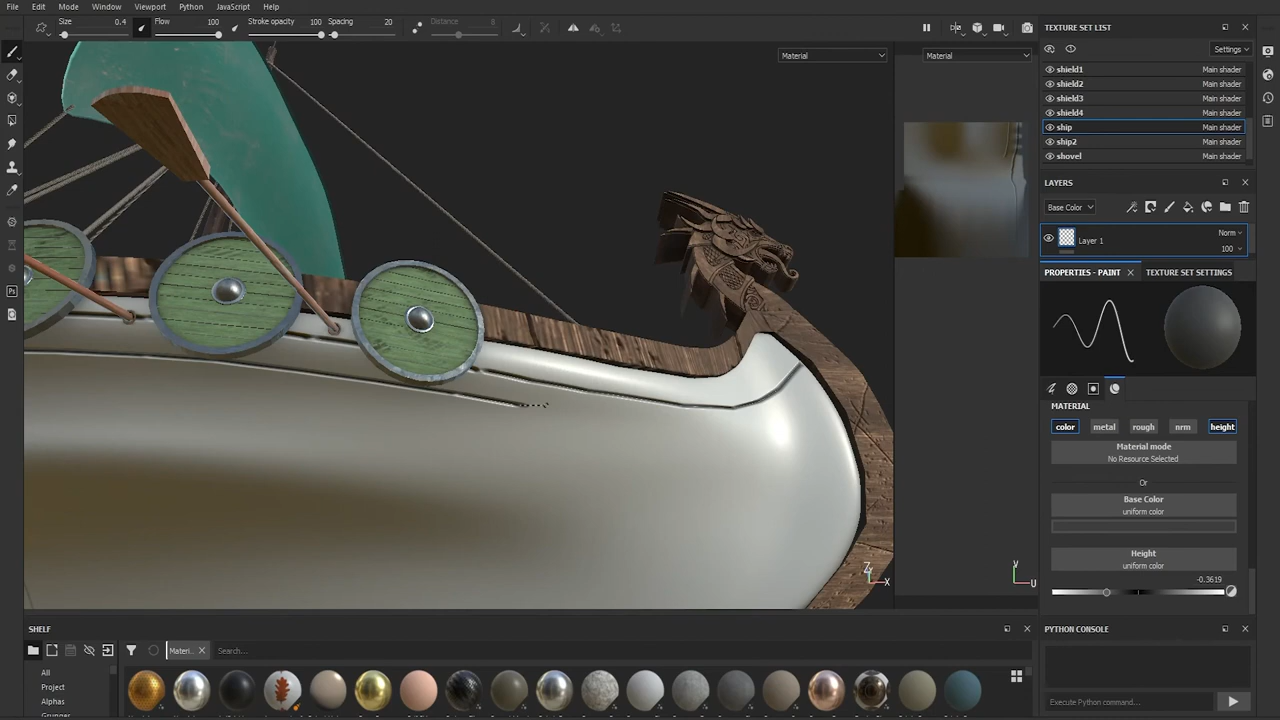 File Edit Mode Window Viewport Python JavaScript Help
Size 0.4 Flow 100 Stroke opacity 100 Spacing 20 Distance 8
Material
Material
TEXTURE SET LIST
Settings
shield1 Main shader
shield2 Main shader
shield3 Main shader
shield4 Main shader
ship Main shader
ship2 Main shader
shovel Main shader
LAYERS
Base Color
Layer 1 Norm
100
PROPERTIES - PAINT TEXTURE SET SETTINGS
MATERIAL
color metal rough nrm height
Material mode
No Resource Selected
Or
Base Color
uniform color
Height
uniform color
-0.3619
Z
X
V
U
SHELF
Materi... Search...
All
Project
Alphas
Grunges
PYTHON CONSOLE
Execute Python command...
Ps